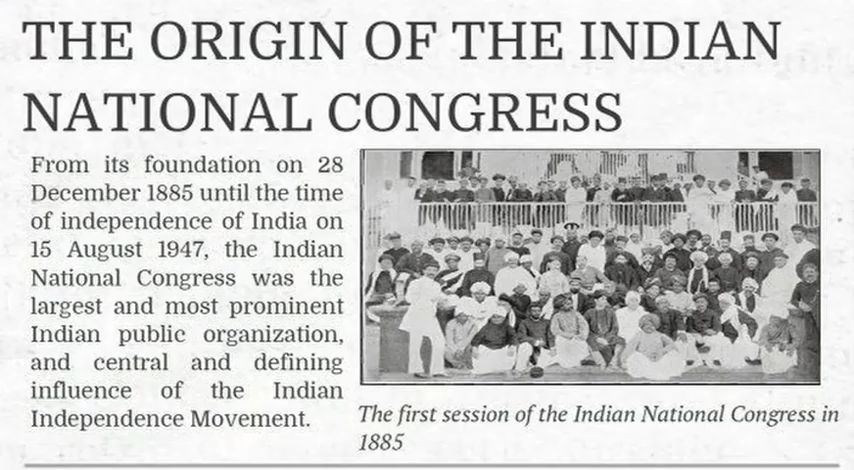 THE ORIGIN OF THE INDIAN
NATIONAL CONGRESS
From its foundation on 28
December 1885 until the time
of independence of India on
15 August 1947, the Indian
National Congress was the
largest and most prominent
Indian public organization,
and central and defining
influence of the Indian
Independence Movement.
The first session of the Indian National Congress in
1885